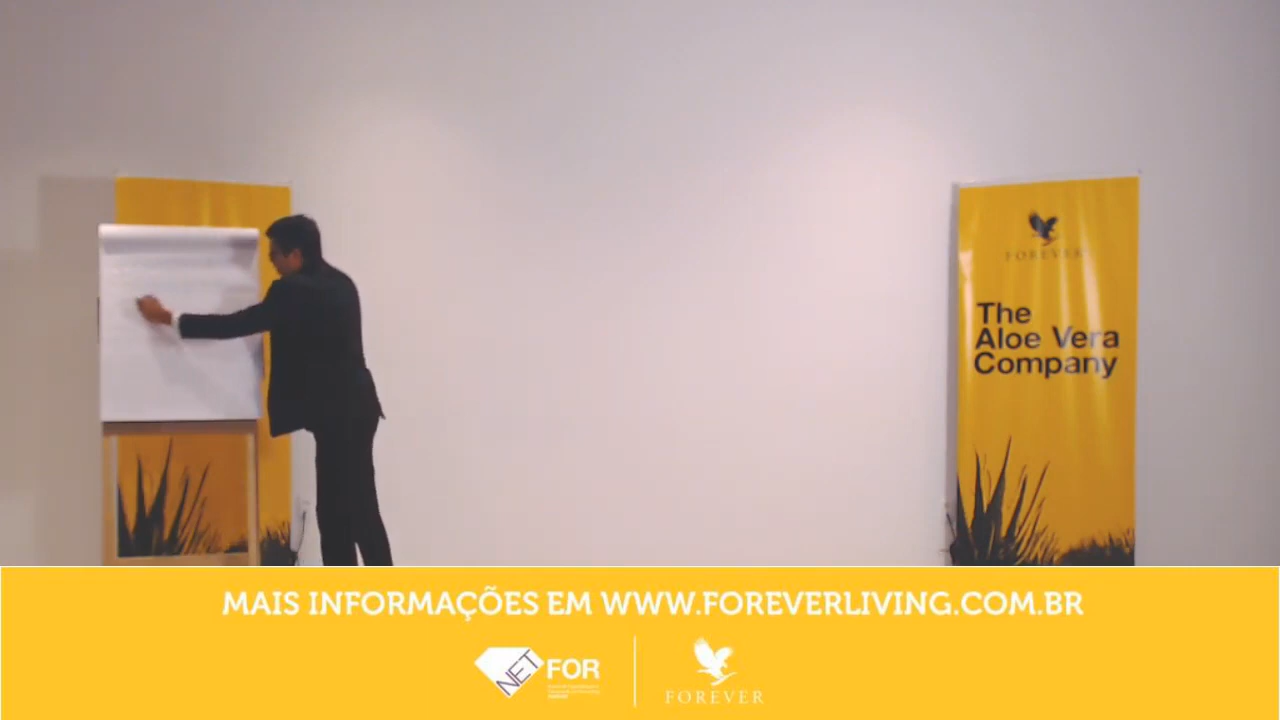 FOREVER
The
Aloe Vera
Company
MAIS INFORMAÇÕES EM WWW.FOREVERLIVING.COM.BR
NET
FOR
FOREVER